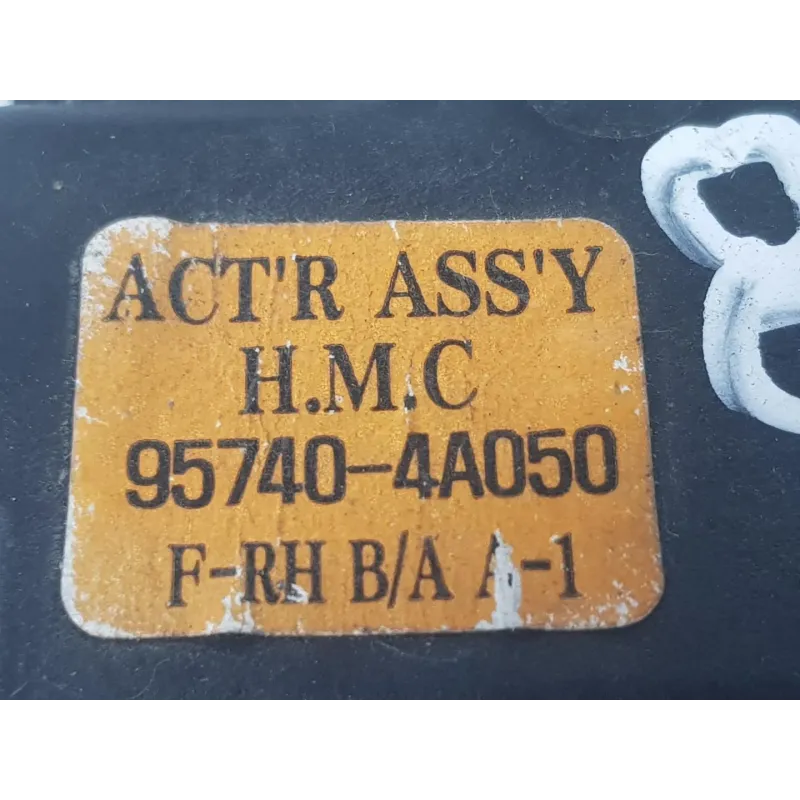 ACT'R ASS'Y
H.M.C
95740-4A050
F-RH B/A A-1